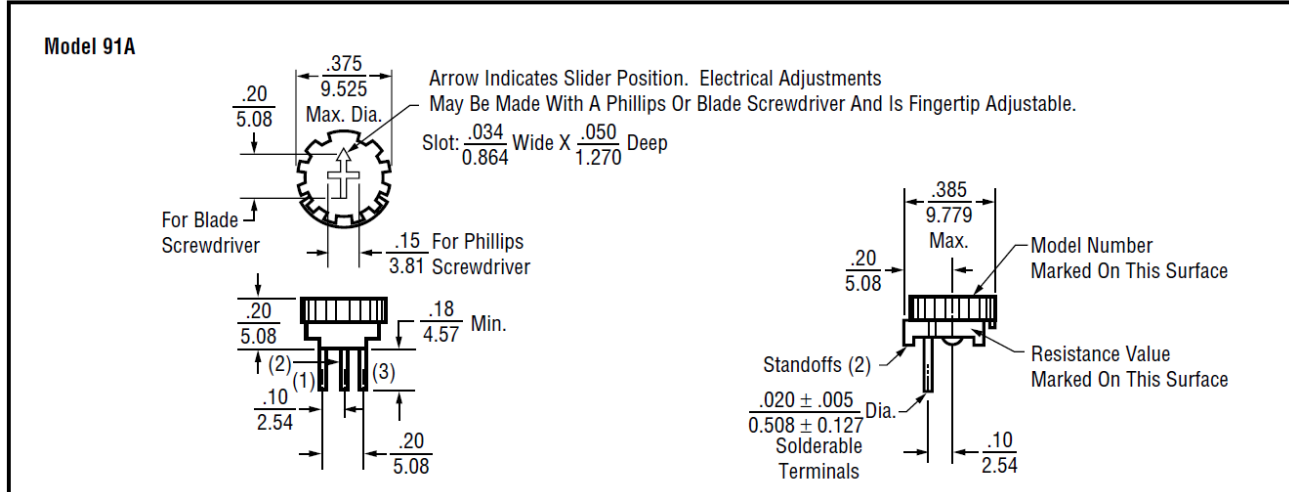 Model 91A
.375
9.525
Max. Dia.
.20
5.08
Arrow Indicates Slider Position. Electrical Adjustments
May Be Made With A Phillips Or Blade Screwdriver And Is Fingertip Adjustable.
Slot: .034 / 0.864 Wide X .050 / 1.270 Deep
For Blade
Screwdriver
.15 / 3.81 For Phillips
Screwdriver
.20
5.08
.18 / 4.57 Min.
(2)
(1)
(3)
.10
2.54
.20
5.08
.385
9.779
Max.
.20
5.08
Model Number
Marked On This Surface
Standoffs (2)
Resistance Value
Marked On This Surface
.020 ± .005 / 0.508 ± 0.127 Dia.
Solderable
Terminals
.10
2.54